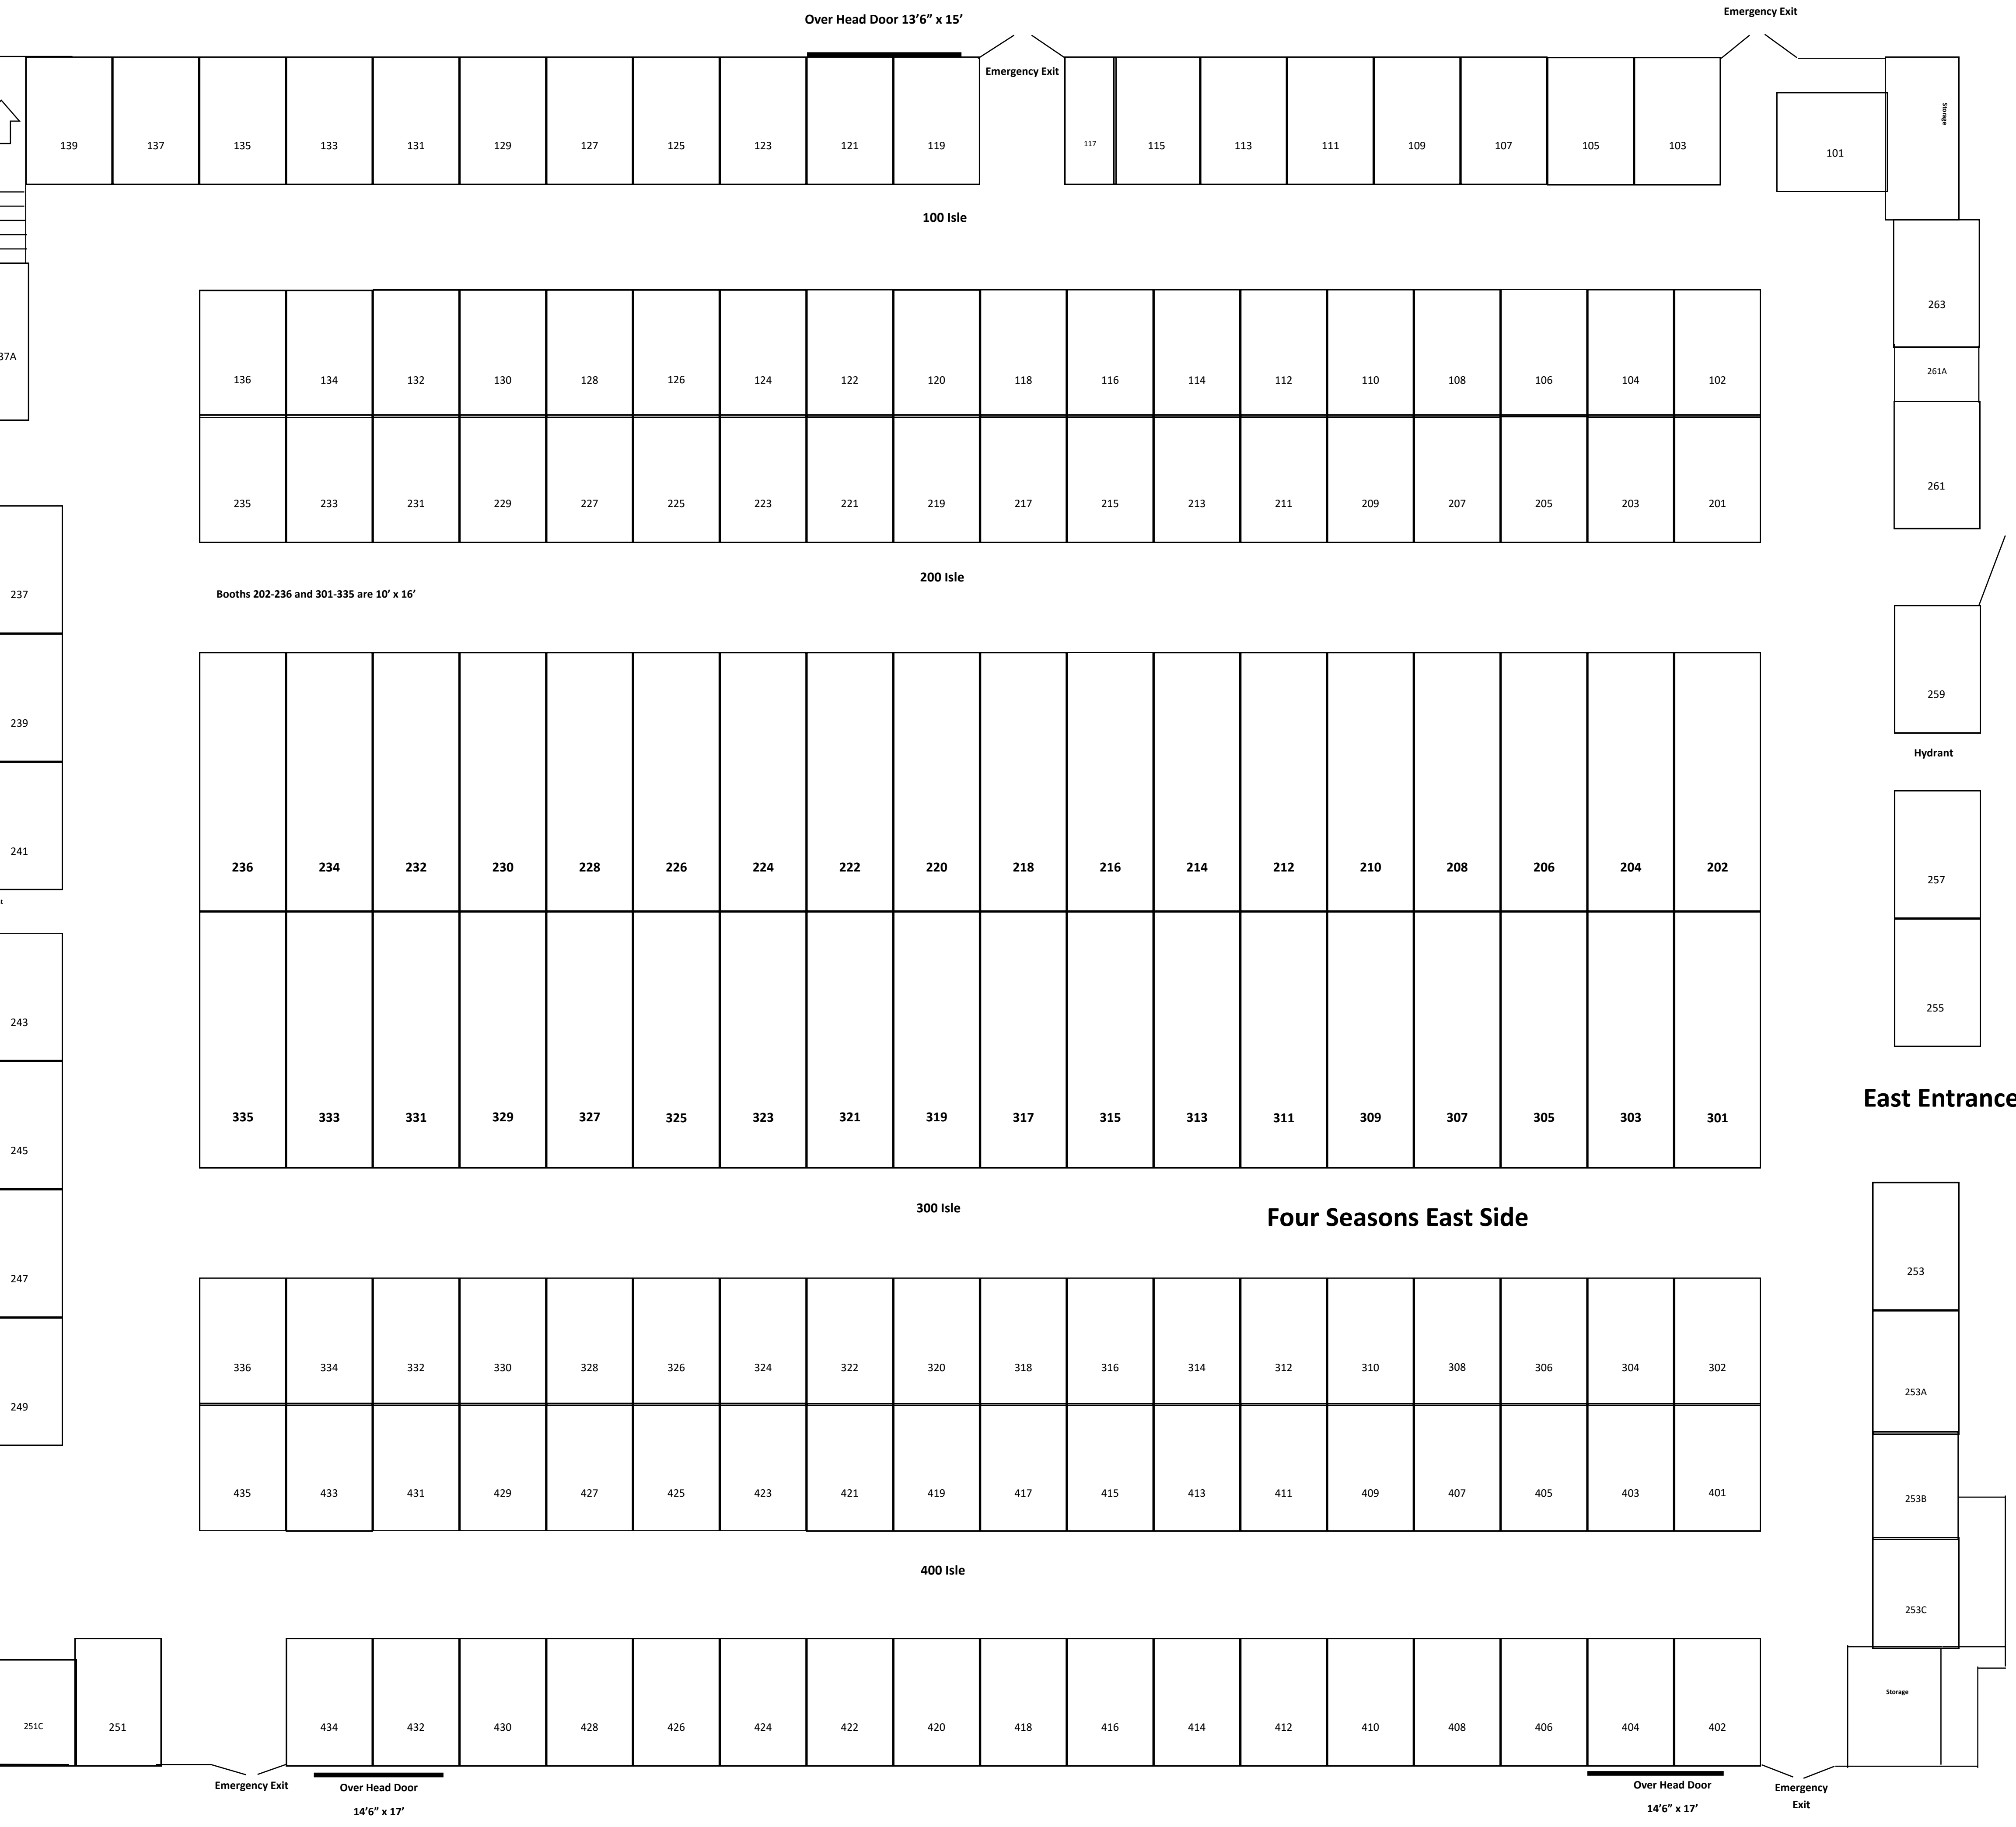 Over Head Door 13’6” x 15’
Emergency Exit
Emergency Exit
Storage
139 137 135 133 131 129 127 125 123 121 119 117 115 113 111 109 107 105 103 101
100 Isle
263
37A
261A
136 134 132 130 128 126 124 122 120 118 116 114 112 110 108 106 104 102
261
235 233 231 229 227 225 223 221 219 217 215 213 211 209 207 205 203 201
200 Isle
Booths 202-236 and 301-335 are 10’ x 16’
237
259
239
Hydrant
241
236 234 232 230 228 226 224 222 220 218 216 214 212 210 208 206 204 202
257
243
255
East Entrance
335 333 331 329 327 325 323 321 319 317 315 313 311 309 307 305 303 301
245
300 Isle
Four Seasons East Side
247
253
336 334 332 330 328 326 324 322 320 318 316 314 312 310 308 306 304 302
253A
249
435 433 431 429 427 425 423 421 419 417 415 413 411 409 407 405 403 401
253B
400 Isle
253C
Storage
251C 251 434 432 430 428 426 424 422 420 418 416 414 412 410 408 406 404 402
Emergency Exit
Over Head Door
14’6” x 17’
Over Head Door
14’6” x 17’
Emergency
Exit